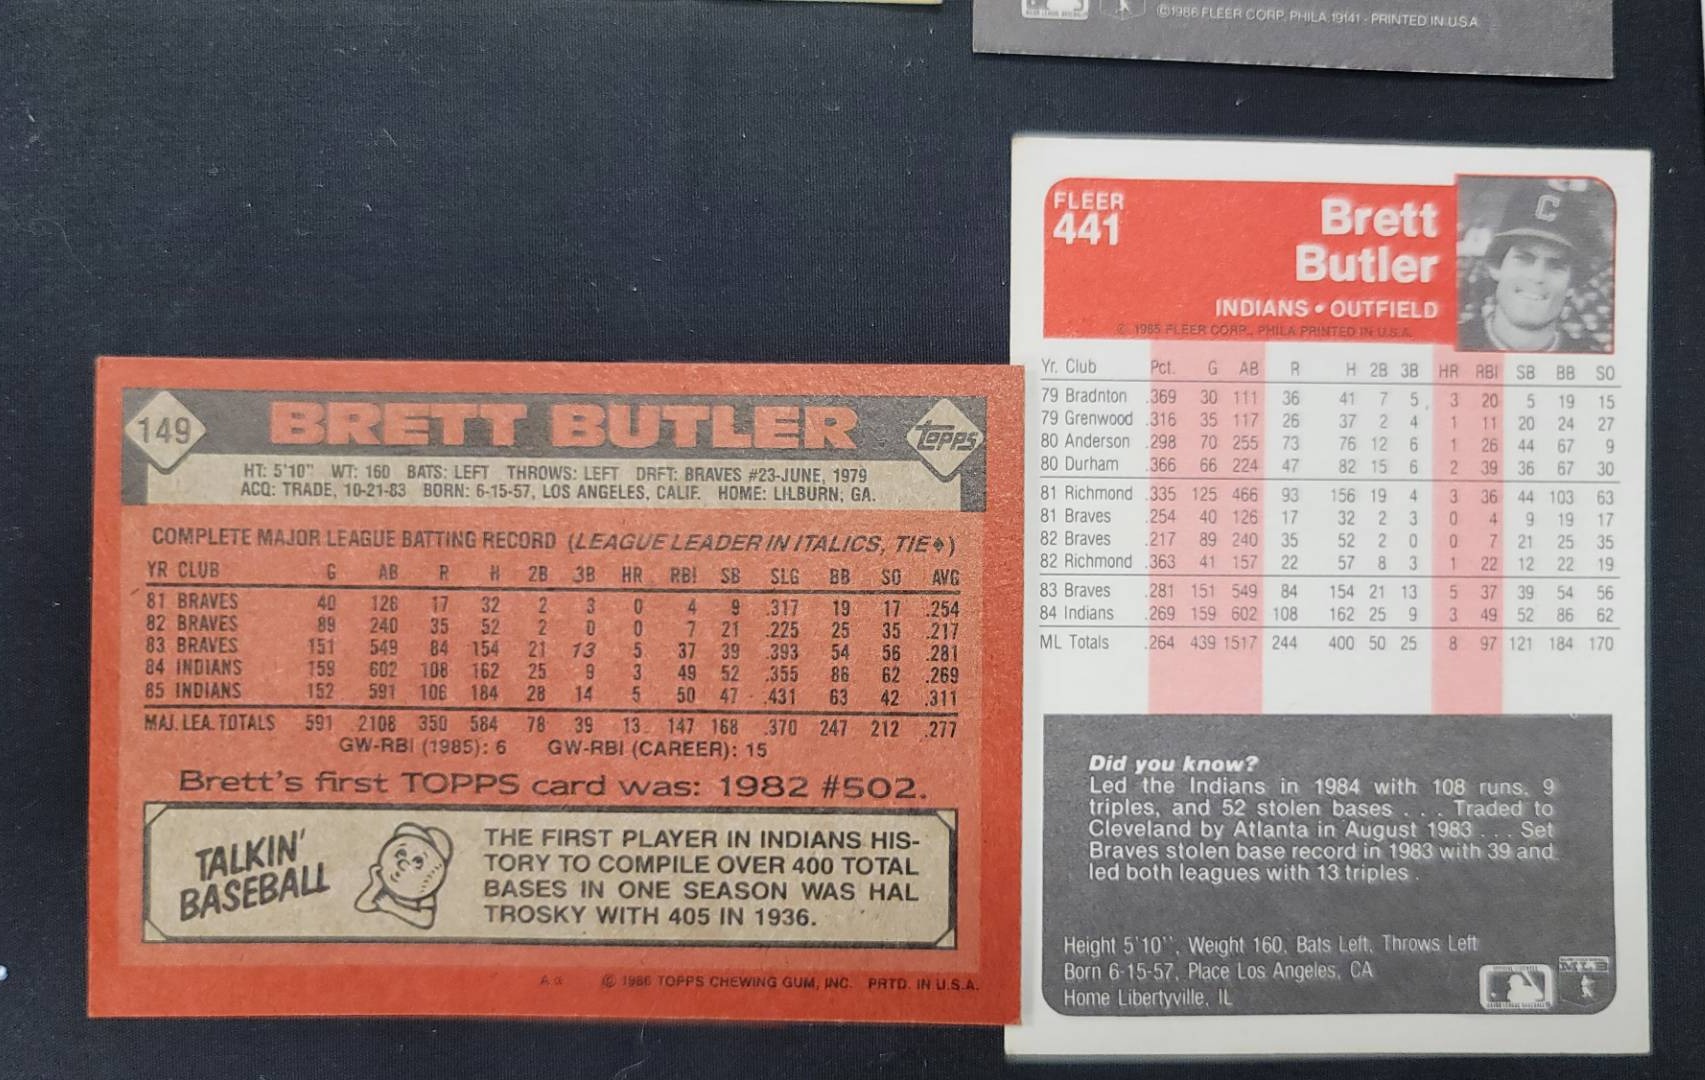 ©1986 FLEER CORP. PHILA. 19141 - PRINTED IN U.S.A.
149
BRETT BUTLER
topps
HT: 5'10" WT: 160 BATS: LEFT THROWS: LEFT DRFT: BRAVES #23-JUNE, 1979
ACQ: TRADE, 10-21-83 BORN: 6-15-57, LOS ANGELES, CALIF. HOME: LILBURN, GA.
COMPLETE MAJOR LEAGUE BATTING RECORD (LEAGUE LEADER IN ITALICS, TIE♦)
YR CLUB G AB R H 2B 3B HR RBI SB SLG BB SO AVG
81 BRAVES 40 126 17 32 2 3 0 4 9 .317 19 17 .254
82 BRAVES 89 240 35 52 2 0 0 7 21 .225 25 35 .217
83 BRAVES 151 549 84 154 21 13 5 37 39 .393 54 56 .281
84 INDIANS 159 602 108 162 25 9 3 49 52 .355 86 62 .269
85 INDIANS 152 591 106 184 28 14 5 50 47 .431 63 42 .311
MAJ. LEA. TOTALS 591 2108 350 584 78 39 13 147 168 .370 247 212 .277
GW-RBI (1985): 6 GW-RBI (CAREER): 15
Brett's first TOPPS card was: 1982 #502.
TALKIN'
BASEBALL
THE FIRST PLAYER IN INDIANS HIS-
TORY TO COMPILE OVER 400 TOTAL
BASES IN ONE SEASON WAS HAL
TROSKY WITH 405 IN 1936.
© 1986 TOPPS CHEWING GUM, INC. PRTD. IN U.S.A.
FLEER
441
Brett
Butler
INDIANS • OUTFIELD
© 1985 FLEER CORP., PHILA PRINTED IN U.S.A.
C
Yr. Club Pct. G AB R H 2B 3B HR RBI SB BB SO
79 Bradnton .369 30 111 36 41 7 5 3 20 5 19 15
79 Grenwood .316 35 117 26 37 2 4 1 11 20 24 27
80 Anderson .298 70 255 73 76 12 6 1 26 44 67 9
80 Durham .366 66 224 47 82 15 6 2 39 36 67 30
81 Richmond .335 125 466 93 156 19 4 3 36 44 103 63
81 Braves .254 40 126 17 32 2 3 0 4 9 19 17
82 Braves .217 89 240 35 52 2 0 0 7 21 25 35
82 Richmond .363 41 157 22 57 8 3 1 22 12 22 19
83 Braves .281 151 549 84 154 21 13 5 37 39 54 56
84 Indians .269 159 602 108 162 25 9 3 49 52 86 62
ML Totals .264 439 1517 244 400 50 25 8 97 121 184 170
Did you know?
Led the Indians in 1984 with 108 runs, 9
triples, and 52 stolen bases . . . Traded to
Cleveland by Atlanta in August 1983 . . . Set
Braves stolen base record in 1983 with 39 and
led both leagues with 13 triples .
Height 5'10'', Weight 160, Bats Left, Throws Left
Born 6-15-57, Place Los Angeles, CA
Home Libertyville, IL